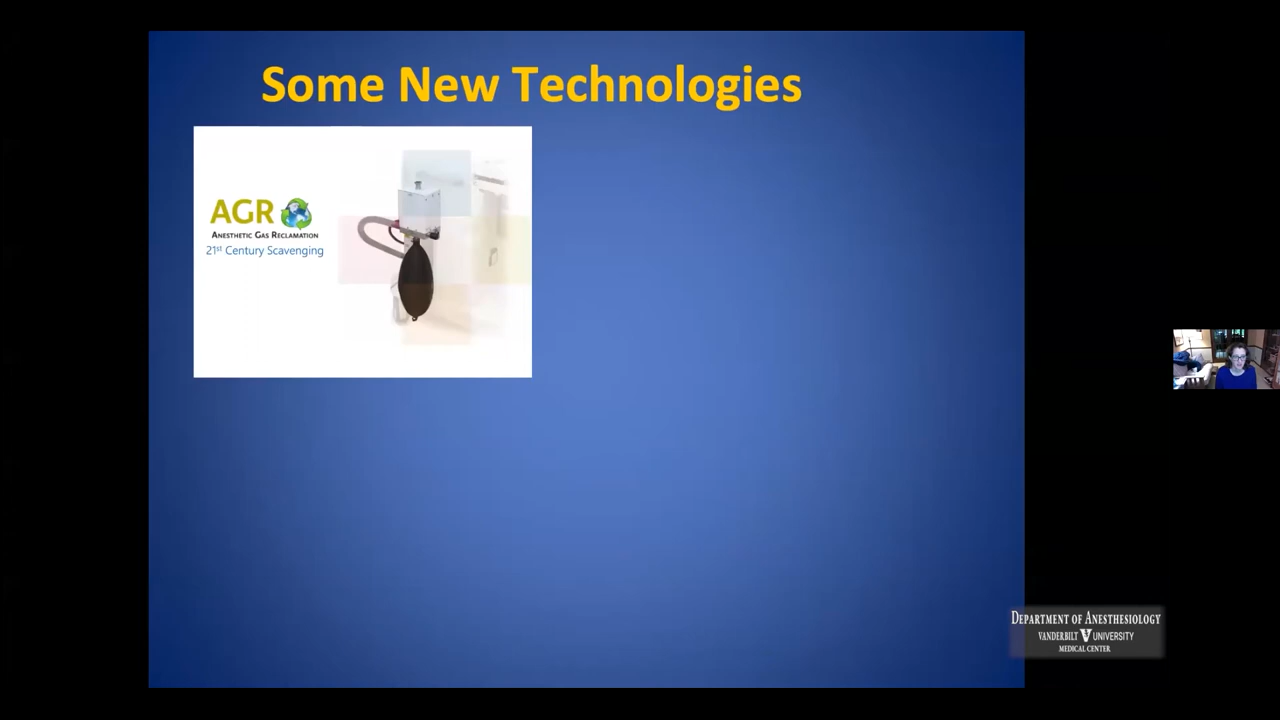 Some New Technologies
AGR
ANESTHETIC GAS RECLAMATION
21st Century Scavenging
DEPARTMENT OF ANESTHESIOLOGY
VANDERBILT V UNIVERSITY
MEDICAL CENTER